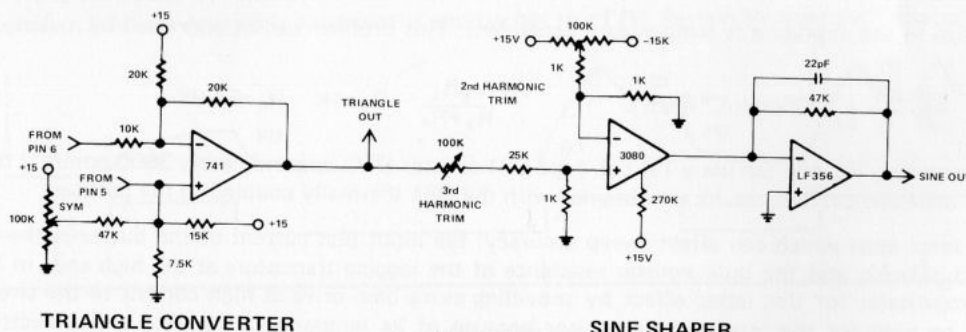 +15
+15V
100K
-15K
20K
20K
1K
1K
22pF
2nd HARMONIC
TRIM
47K
FROM
PIN 6
10K
TRIANGLE
OUT
100K
25K
-
741
+
-
3080
+
-
LF356
+
SINE OUT
FROM
PIN 5
+15
SYM
100K
47K
15K
+15
3rd
HARMONIC
TRIM
1K
270K
7.5K
+15V
TRIANGLE CONVERTER
SINE SHAPER